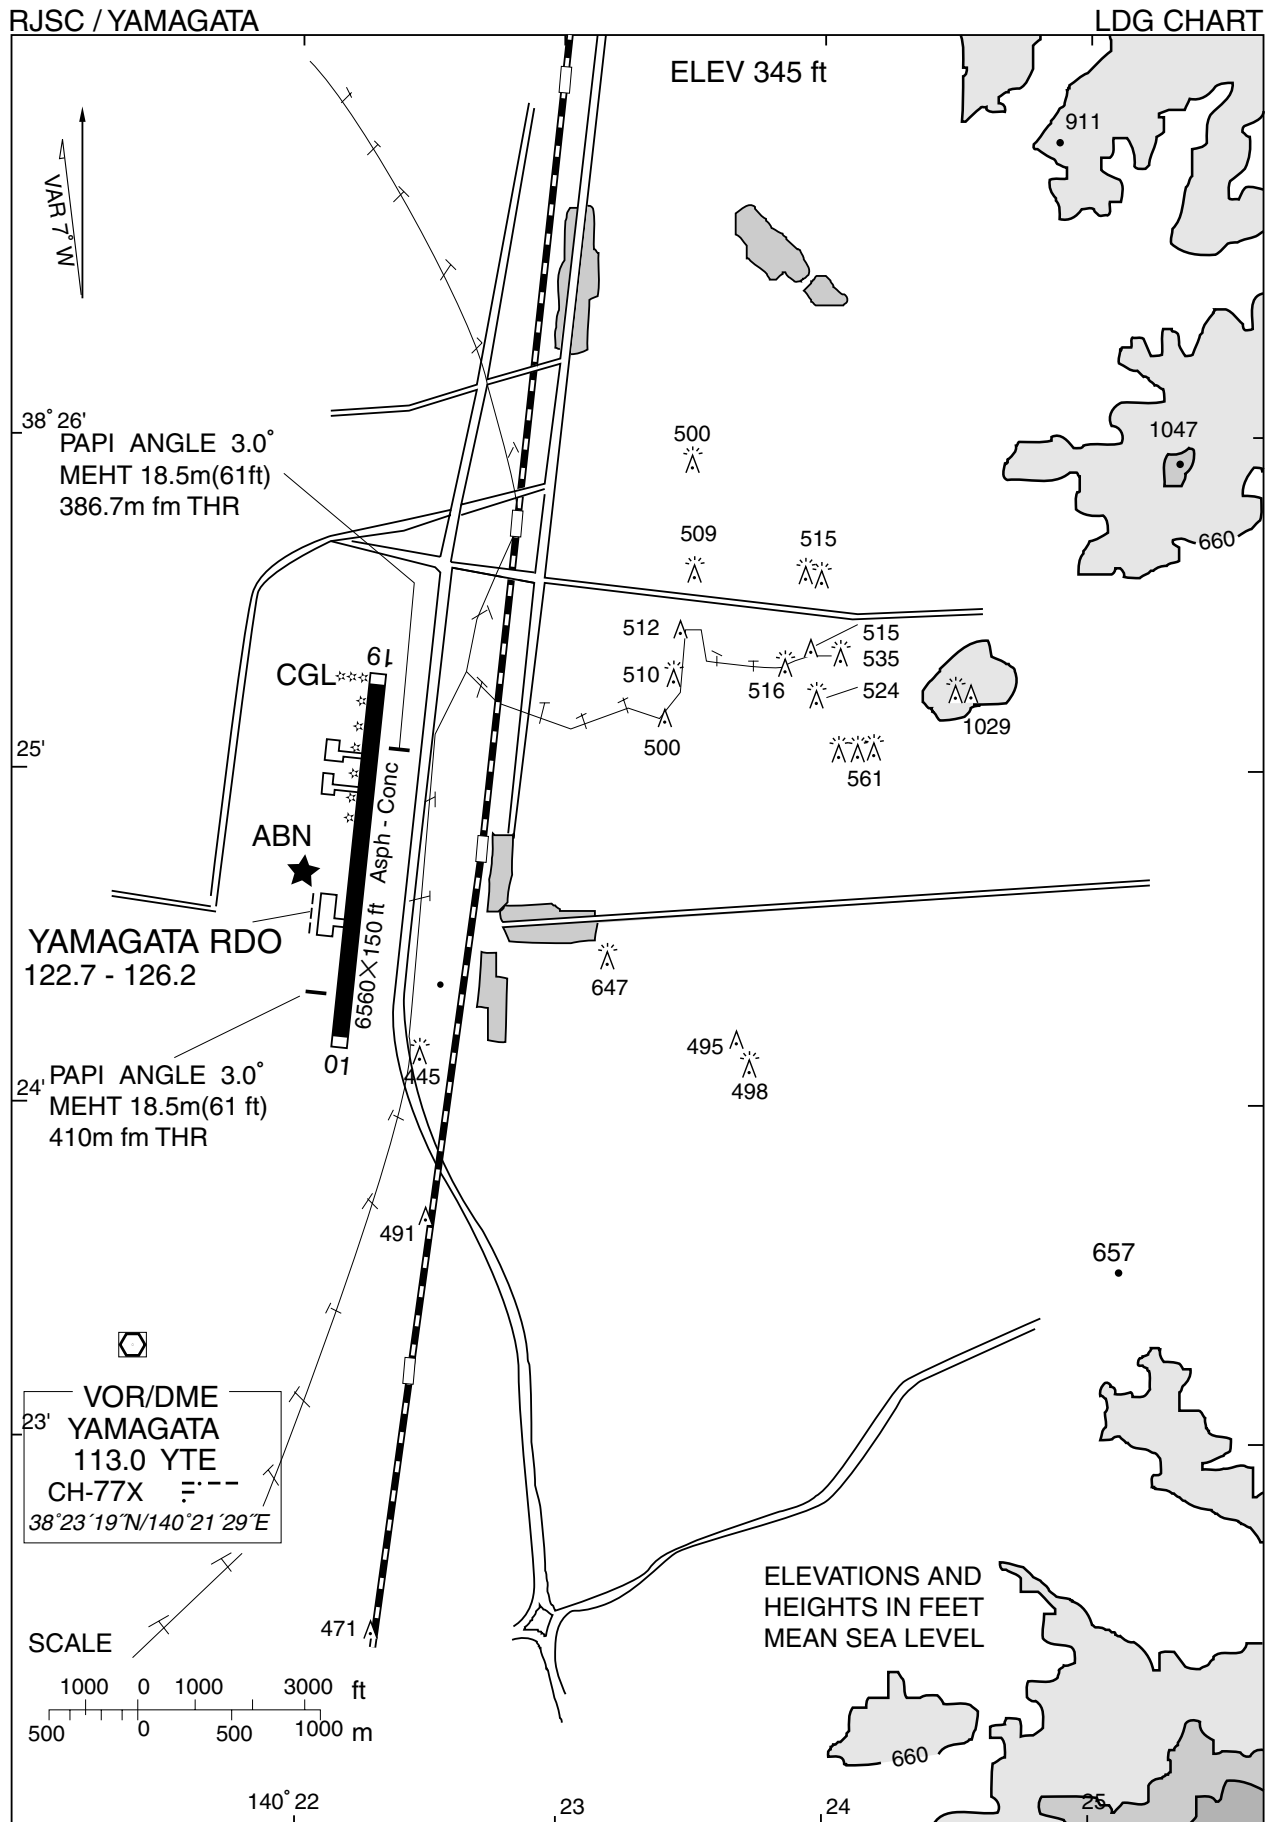 RJSC / YAMAGATA
LDG CHART
ELEV 345 ft
VAR 7° W
911
38° 26'
PAPI ANGLE 3.0°
MEHT 18.5m(61ft)
386.7m fm THR
500
1047
509
515
660
512
515
535
510
516
524
500
1029
561
CGL
19
25'
ABN
6560×150 ft Asph - Conc
YAMAGATA RDO
122.7 - 126.2
647
01
445
495
498
24'
PAPI ANGLE 3.0°
MEHT 18.5m(61 ft)
410m fm THR
491
657
VOR/DME
23'
YAMAGATA
113.0 YTE
CH-77X
38°23´19˝N/140°21´29˝E
ELEVATIONS AND
HEIGHTS IN FEET
MEAN SEA LEVEL
471
SCALE
1000 0 1000 3000 ft
500 0 500 1000 m
660
140° 22
23
24
25